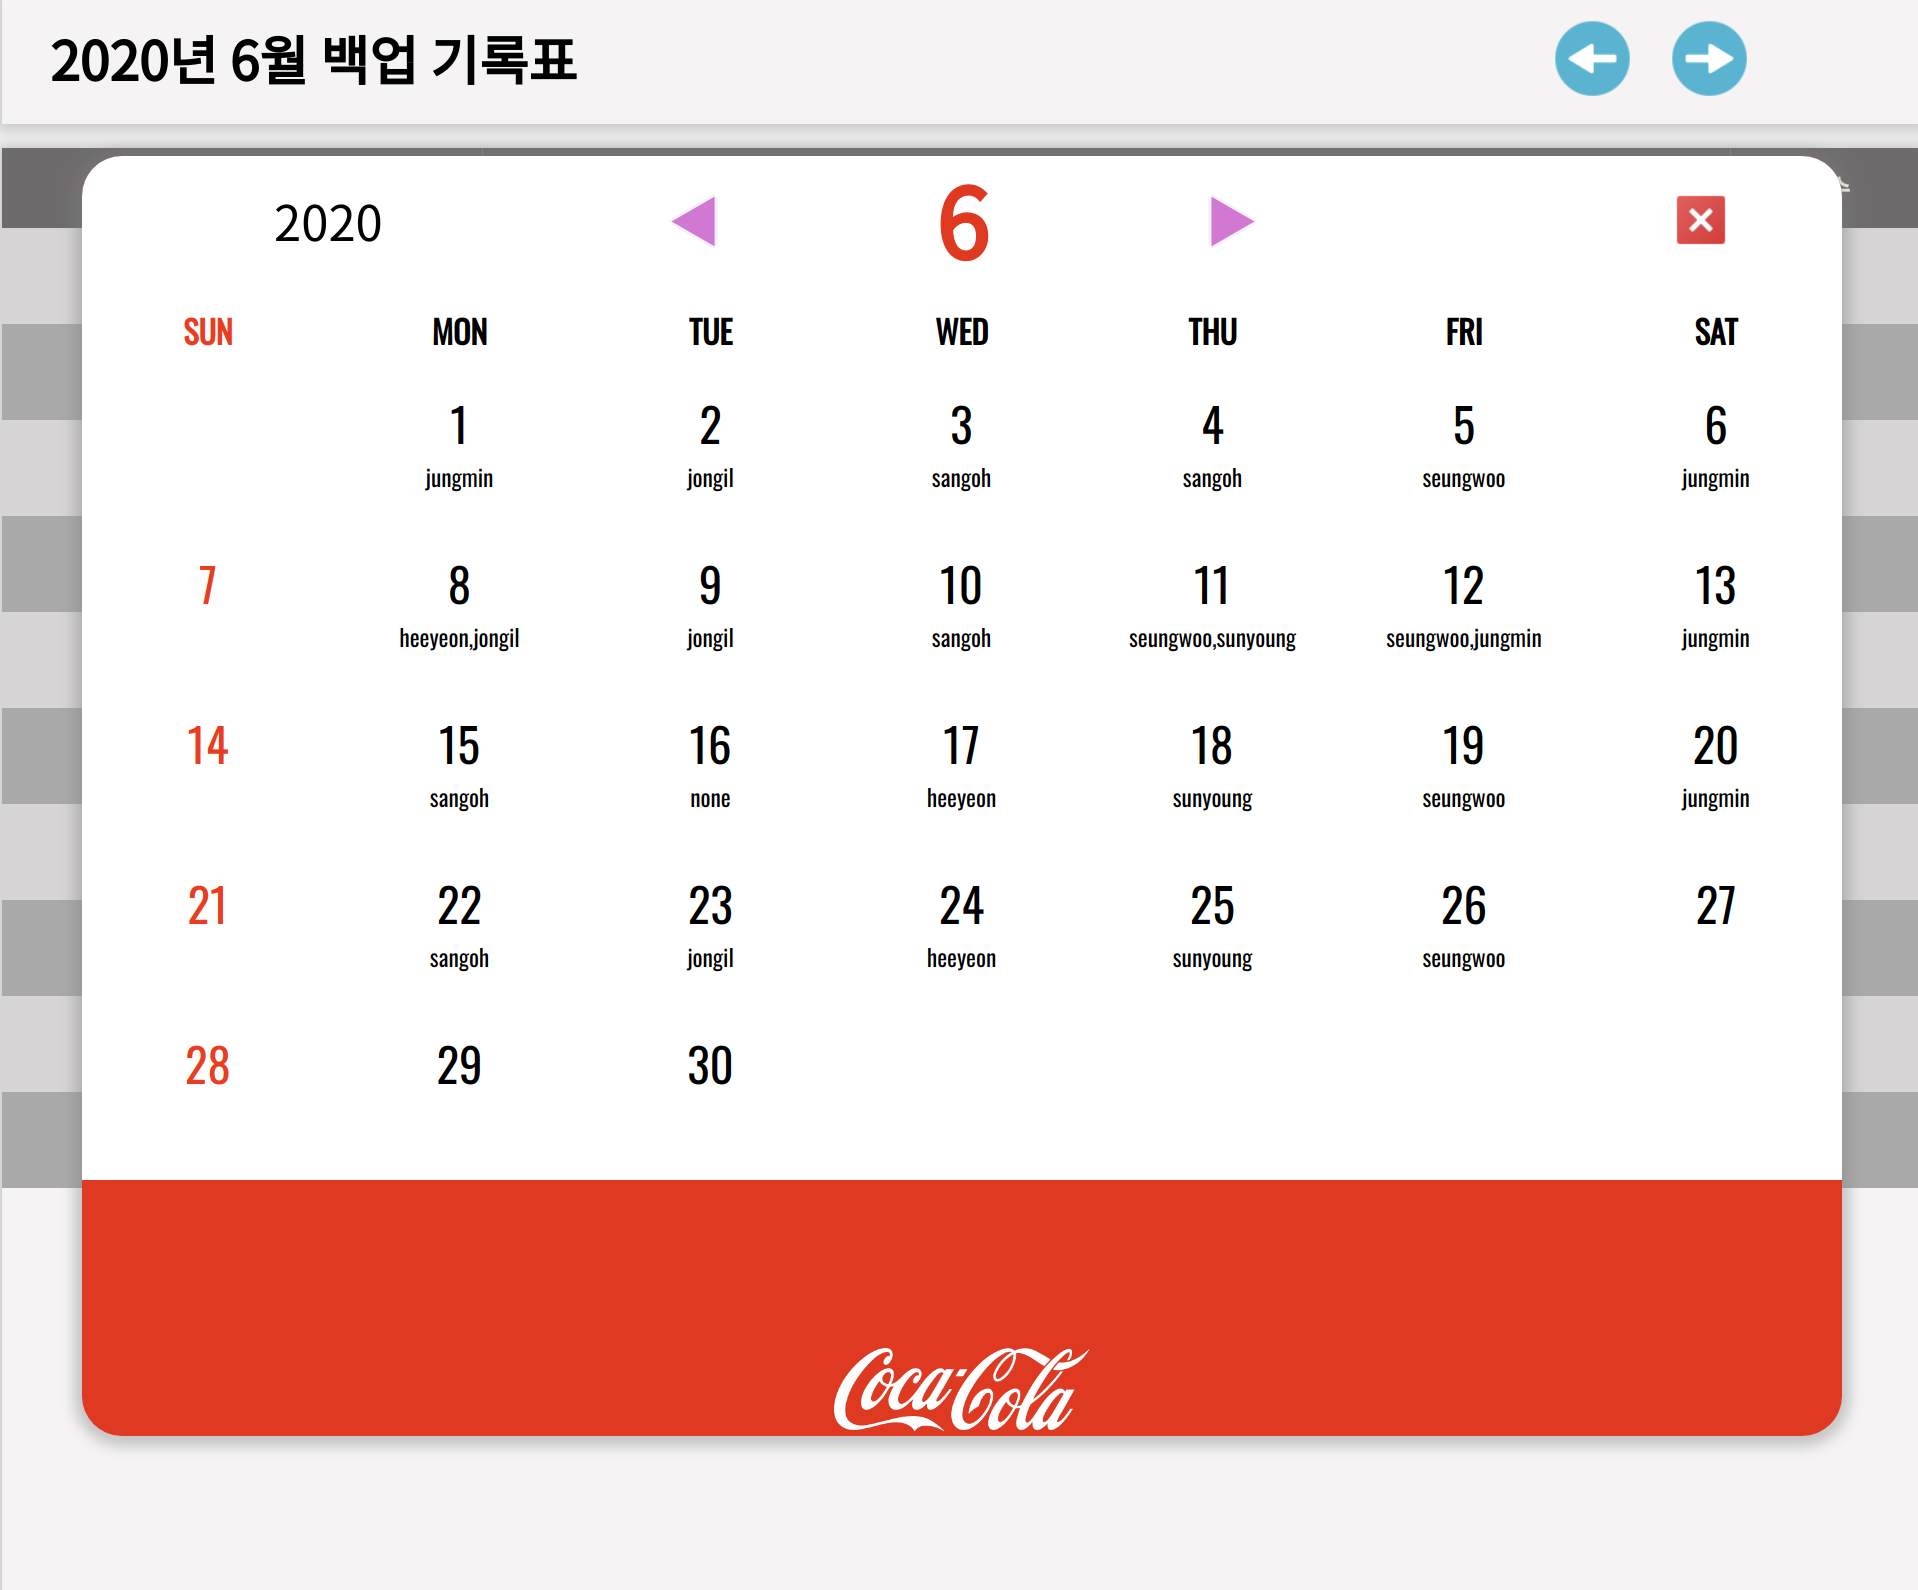 2020년 6월 백업 기록표
2020 6
SUN MON TUE WED THU FRI SAT
1 2 3 4 5 6
jungmin jongil sangoh sangoh seungwoo jungmin
7 8 9 10 11 12 13
heeyeon,jongil jongil sangoh seungwoo,sunyoung seungwoo,jungmin jungmin
14 15 16 17 18 19 20
sangoh none heeyeon sunyoung seungwoo jungmin
21 22 23 24 25 26 27
sangoh jongil heeyeon sunyoung seungwoo
28 29 30
Coca-Cola